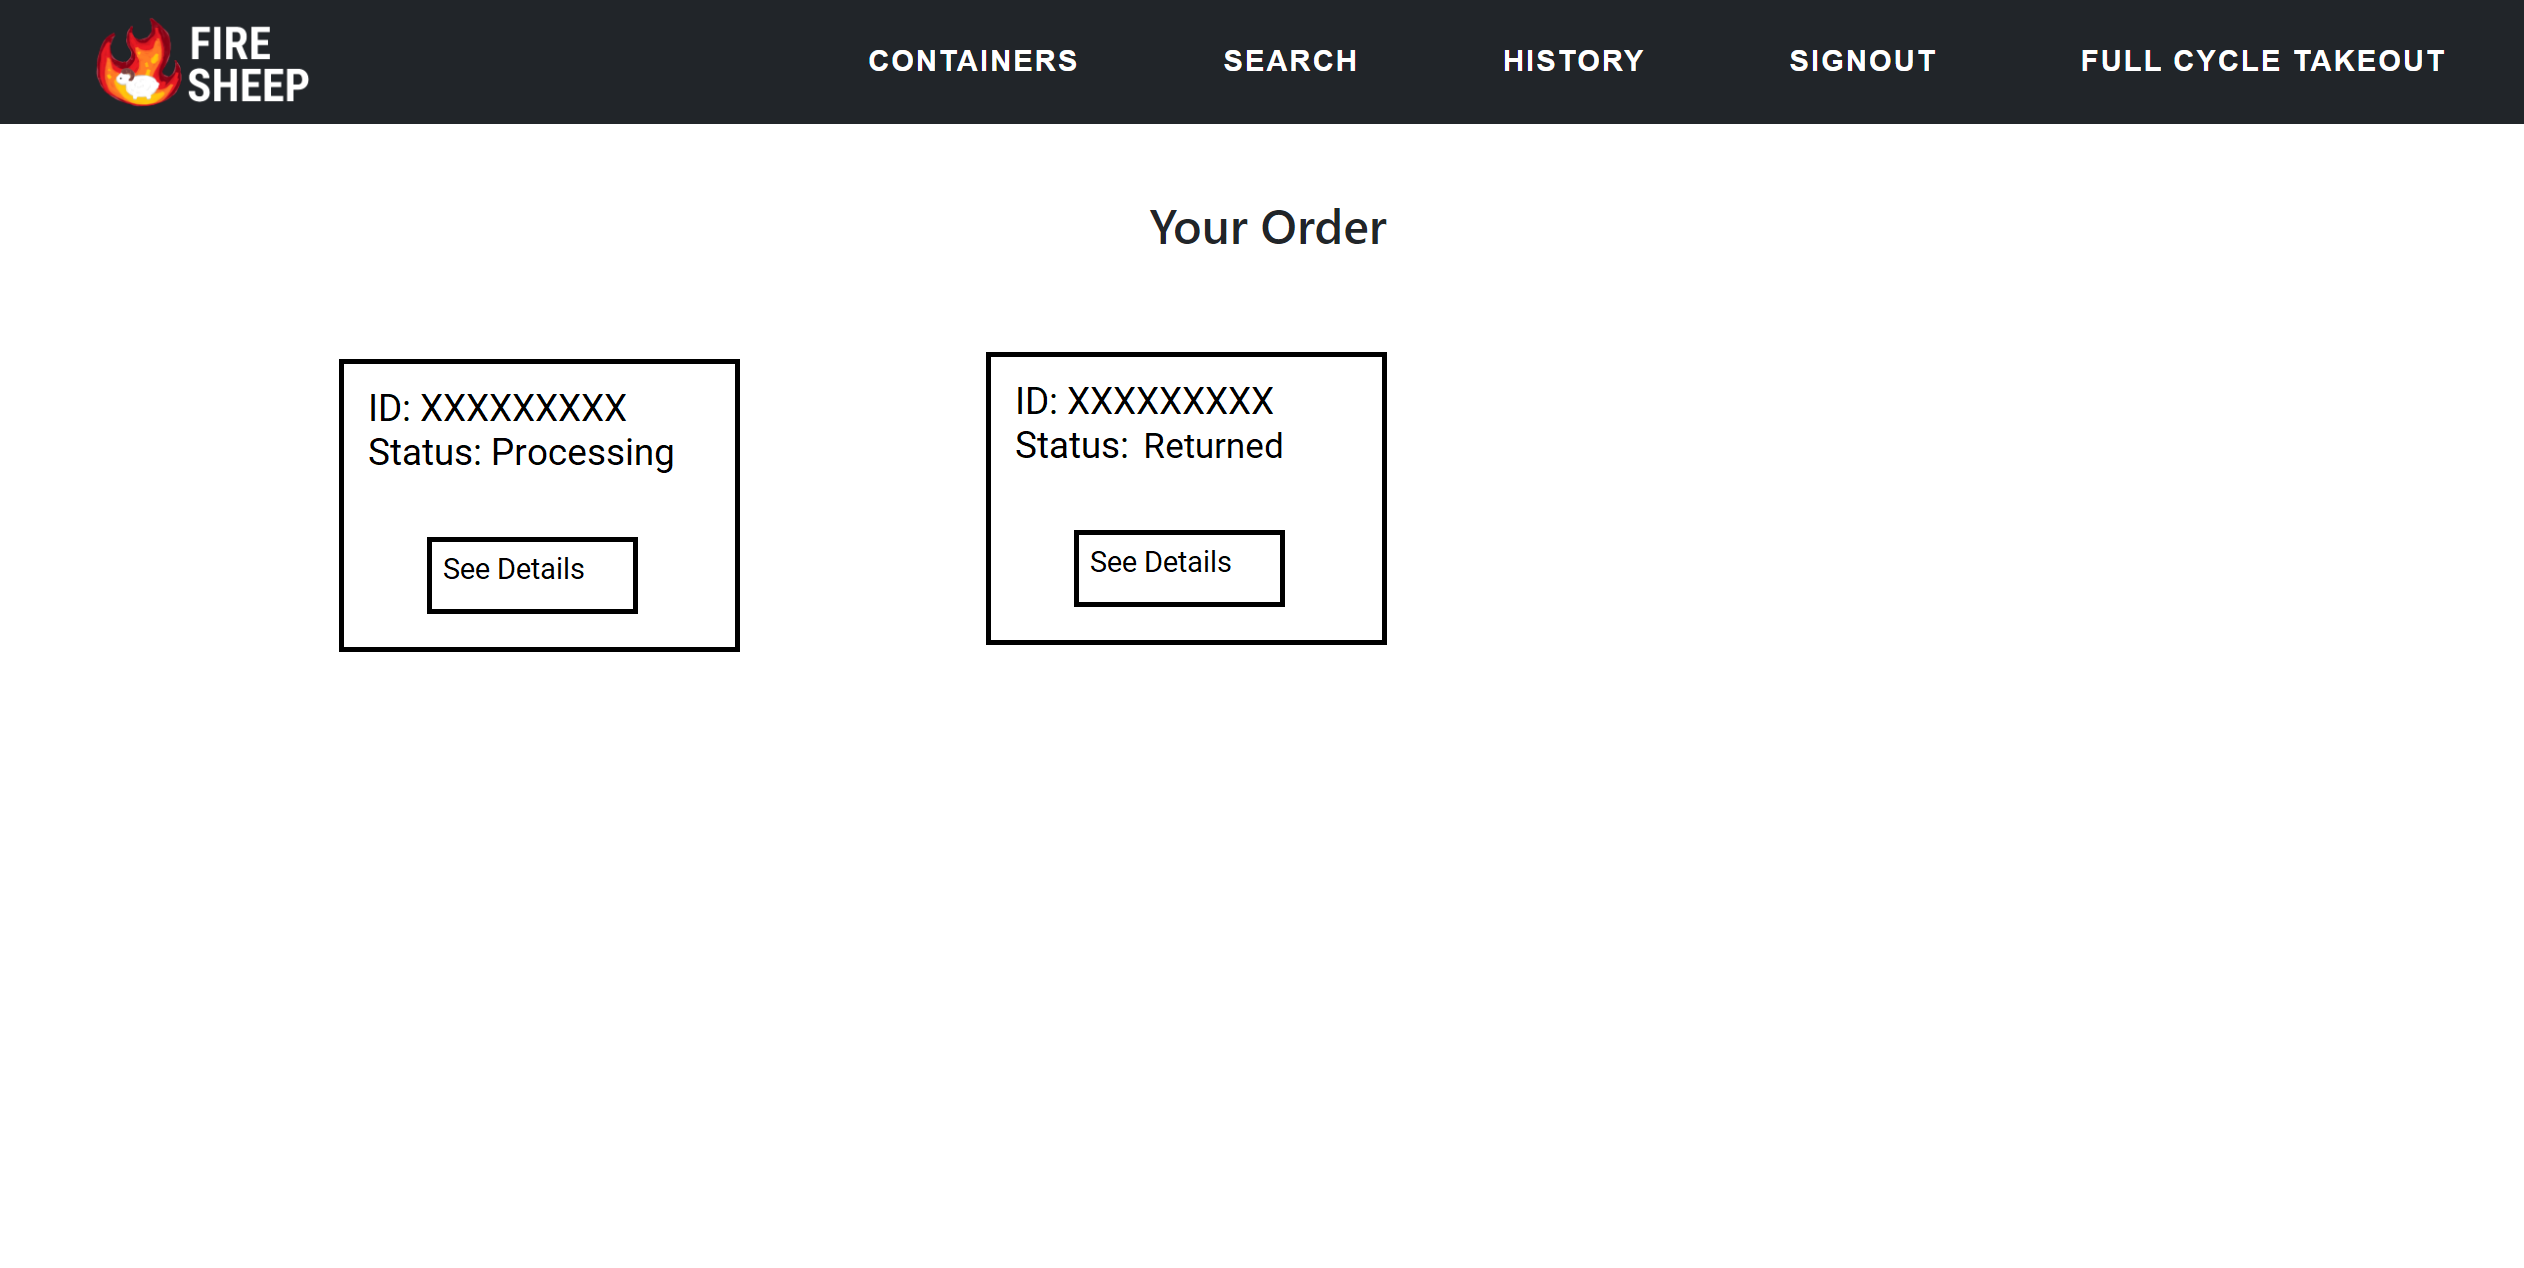 FIRE
SHEEP
CONTAINERS SEARCH HISTORY SIGNOUT FULL CYCLE TAKEOUT
Your Order
ID: XXXXXXXXX
Status: Processing
See Details
ID: XXXXXXXXX
Status: Returned
See Details